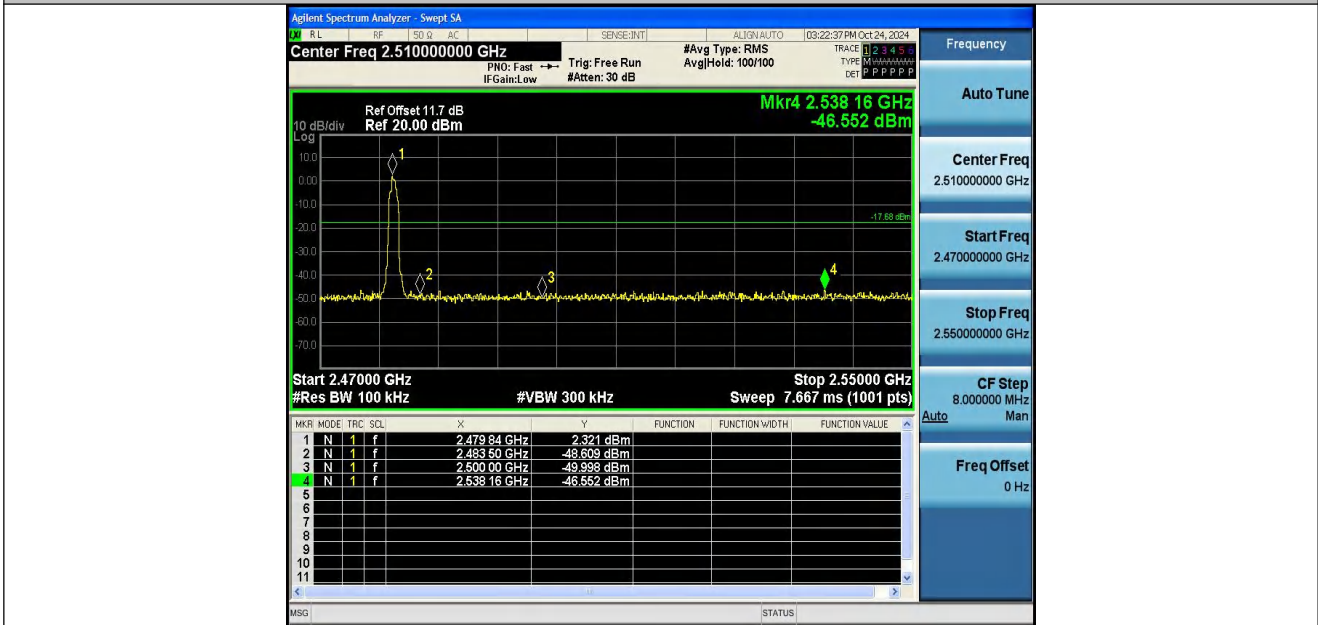 Agilent Spectrum Analyzer - Swept SA
LXI RL RF 50 Ω AC SENSE:INT ALIGN AUTO 03:22:37 PM Oct 24, 2024
Center Freq 2.510000000 GHz
PNO: Fast
IFGain:Low
Trig: Free Run
#Atten: 30 dB
#Avg Type: RMS
Avg|Hold: 100/100
TRACE 1 2 3 4 5 6
TYPE M
DET P P P P P P
Ref Offset 11.7 dB
10 dB/div Ref 20.00 dBm
Log
Mkr4 2.538 16 GHz
-46.552 dBm
10.0
0.00
-10.0
-20.0
-30.0
-40.0
-50.0
-60.0
-70.0
1
2
3
4
-17.68 dBm
Start 2.47000 GHz Stop 2.55000 GHz
#Res BW 100 kHz #VBW 300 kHz Sweep 7.667 ms (1001 pts)
MKR MODE TRC SCL X Y FUNCTION FUNCTION WIDTH FUNCTION VALUE
1 N 1 f 2.479 84 GHz 2.321 dBm
2 N 1 f 2.483 50 GHz -48.609 dBm
3 N 1 f 2.500 00 GHz -49.998 dBm
4 N 1 f 2.538 16 GHz -46.552 dBm
5
6
7
8
9
10
11
MSG STATUS
Frequency
Auto Tune
Center Freq
2.510000000 GHz
Start Freq
2.470000000 GHz
Stop Freq
2.550000000 GHz
CF Step
8.000000 MHz
Auto Man
Freq Offset
0 Hz